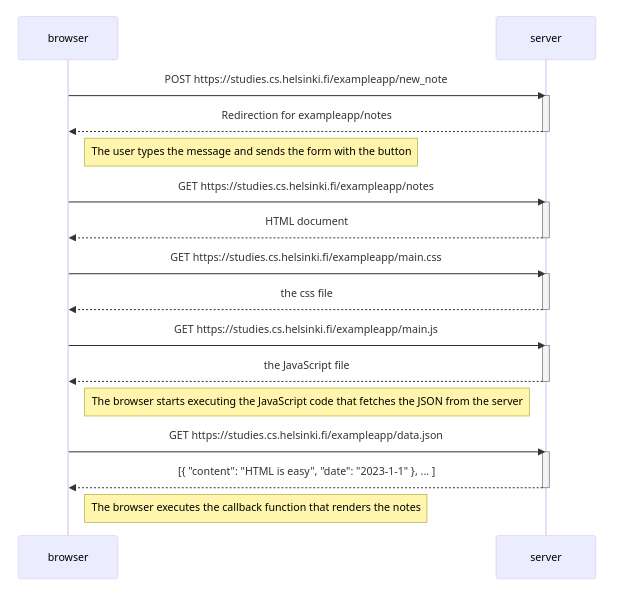 browser
server
POST https://studies.cs.helsinki.fi/exampleapp/new_note
Redirection for exampleapp/notes
The user types the message and sends the form with the button
GET https://studies.cs.helsinki.fi/exampleapp/notes
HTML document
GET https://studies.cs.helsinki.fi/exampleapp/main.css
the css file
GET https://studies.cs.helsinki.fi/exampleapp/main.js
the JavaScript file
The browser starts executing the JavaScript code that fetches the JSON from the server
GET https://studies.cs.helsinki.fi/exampleapp/data.json
[{ "content": "HTML is easy", "date": "2023-1-1" }, ... ]
The browser executes the callback function that renders the notes
browser
server